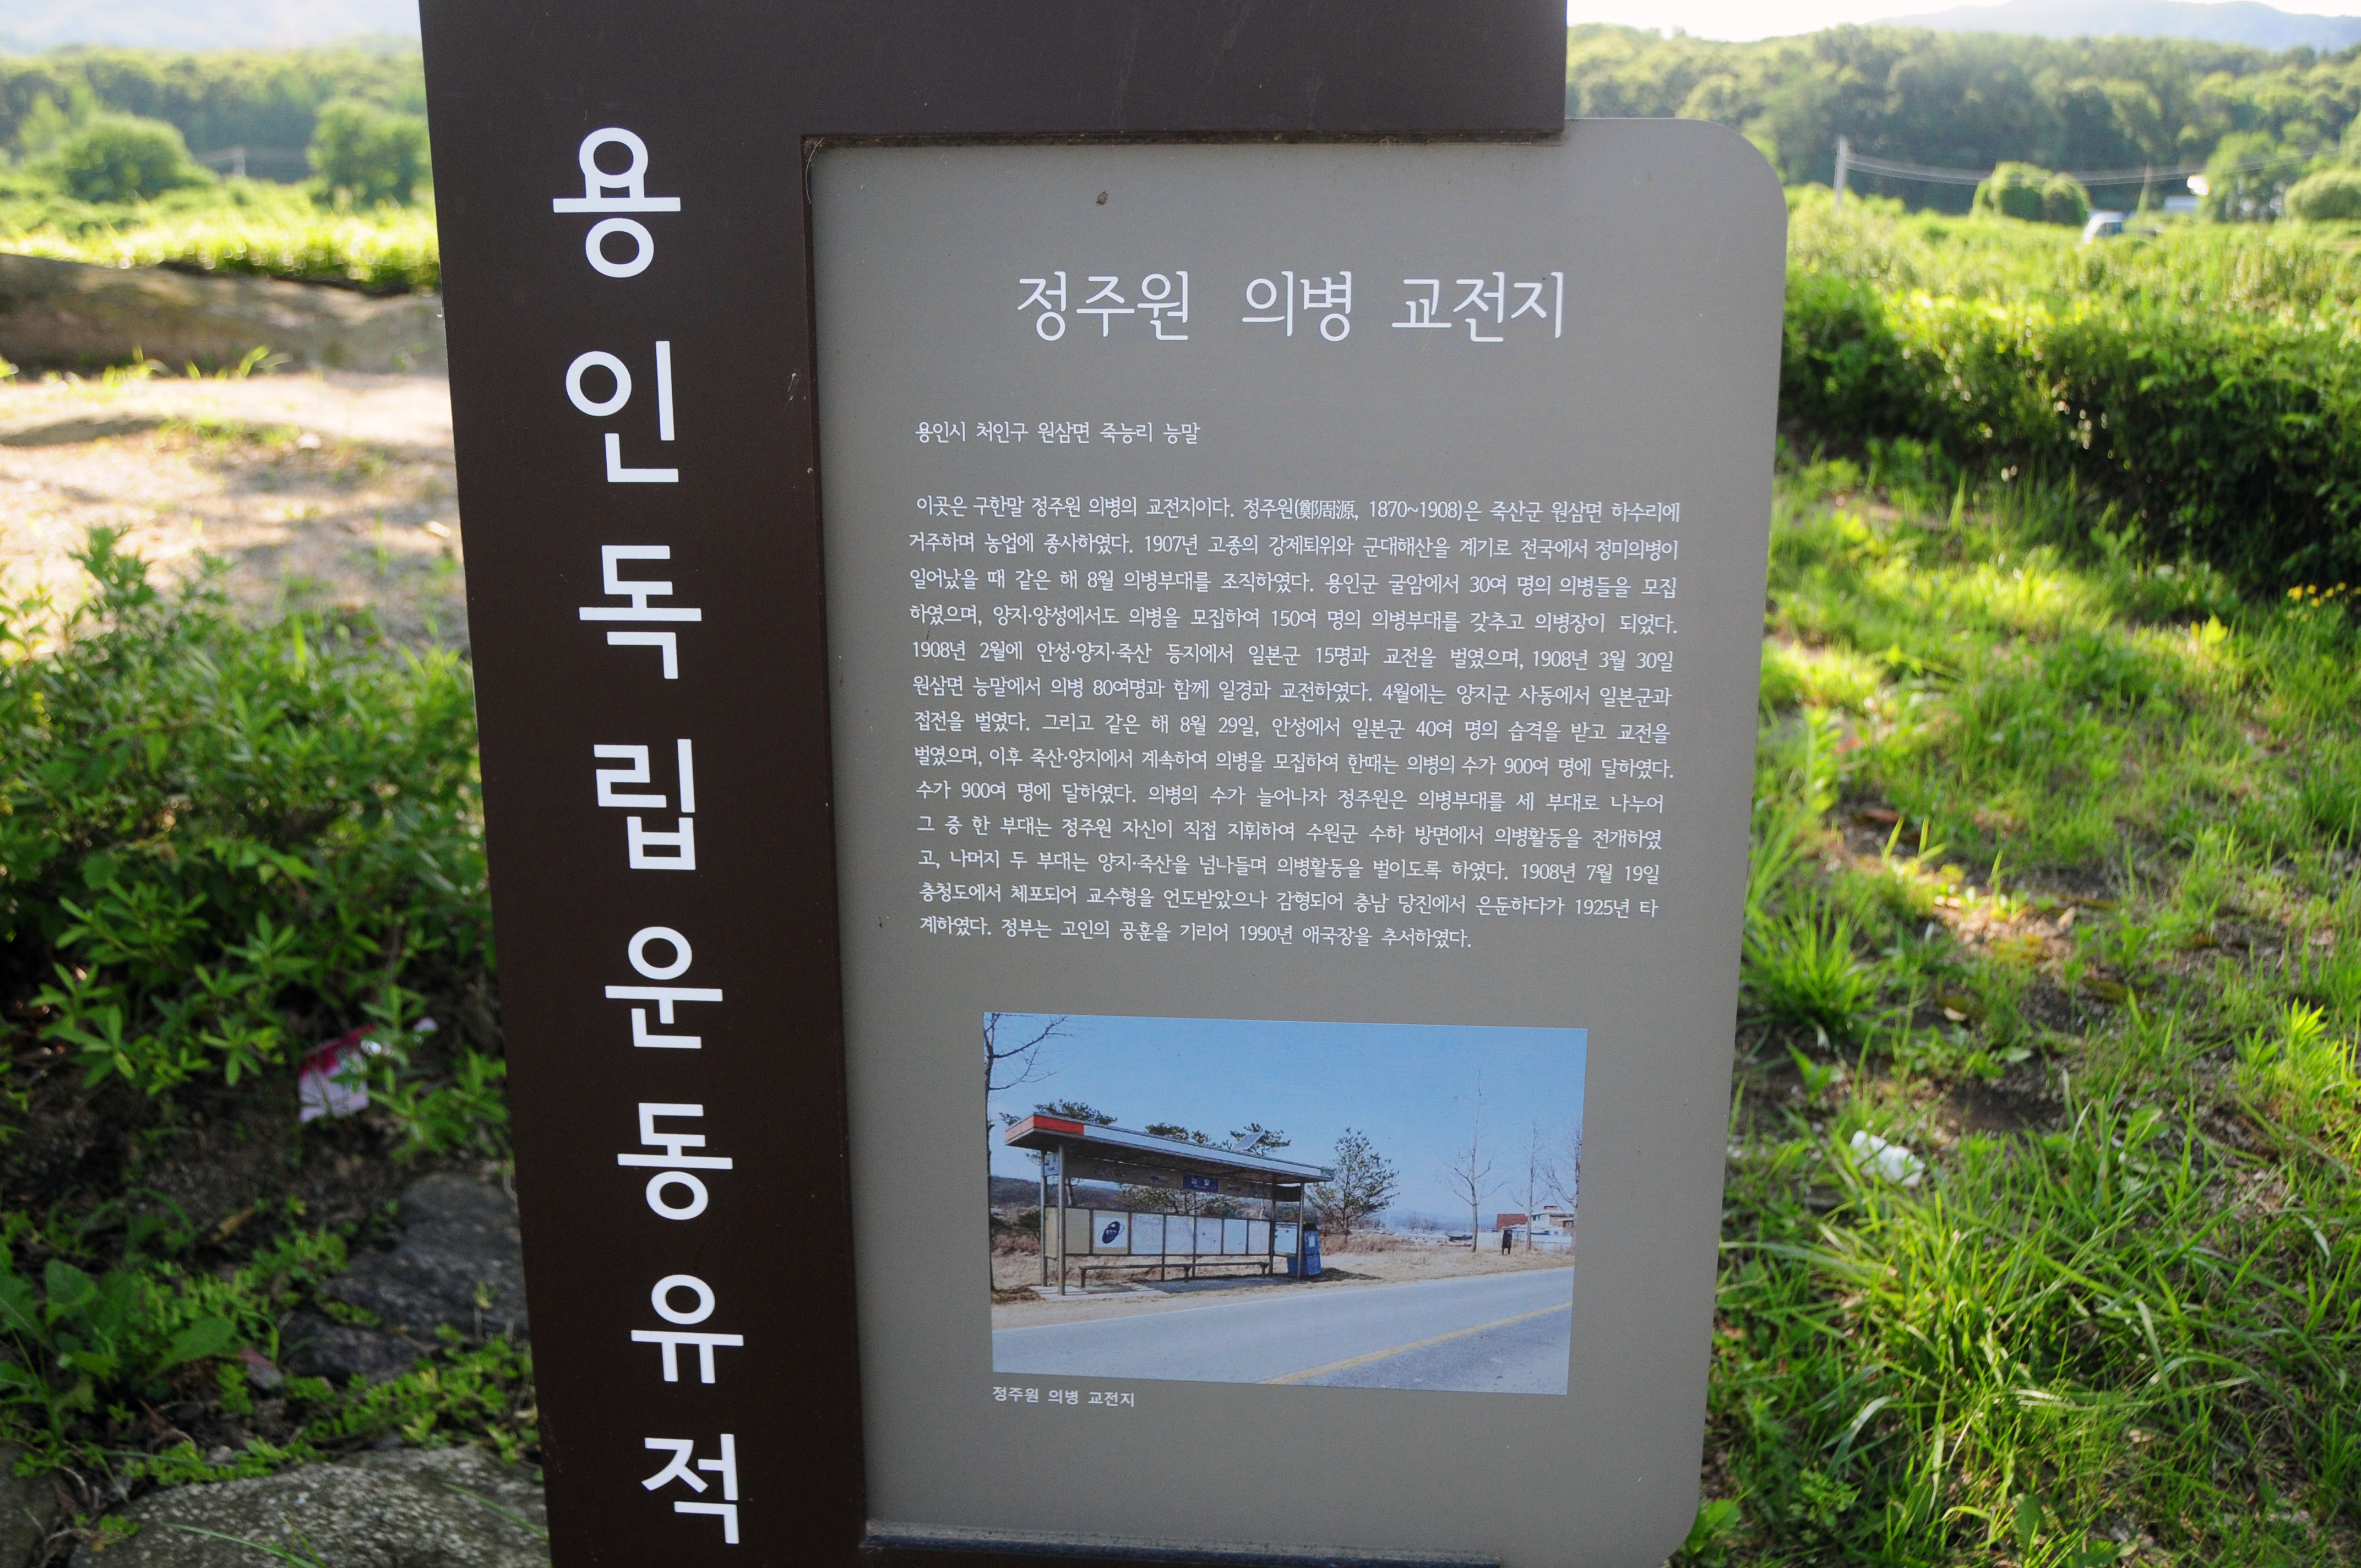 용인독립운동유적
정주원 의병 교전지
용인시 처인구 원삼면 죽능리 능말
이곳은 구한말 정주원 의병의 교전지이다. 정주원(鄭周源, 1870~1908)은 죽산군 원삼면 하수리에
거주하며 농업에 종사하였다. 1907년 고종의 강제퇴위와 군대해산을 계기로 전국에서 정미의병이
일어났을 때 같은 해 8월 의병부대를 조직하였다. 용인군 굴암에서 30여 명의 의병들을 모집
하였으며, 양지·양성에서도 의병을 모집하여 150여 명의 의병부대를 갖추고 의병장이 되었다.
1908년 2월에 안성·양지·죽산 등지에서 일본군 15명과 교전을 벌였으며, 1908년 3월 30일
원삼면 능말에서 의병 80여명과 함께 일경과 교전하였다. 4월에는 양지군 사동에서 일본군과
접전을 벌였다. 그리고 같은 해 8월 29일, 안성에서 일본군 40여 명의 습격을 받고 교전을
벌였으며, 이후 죽산·양지에서 계속하여 의병을 모집하여 한때는 의병의 수가 900여 명에 달하였다.
수가 900여 명에 달하였다. 의병의 수가 늘어나자 정주원은 의병부대를 세 부대로 나누어
그 중 한 부대는 정주원 자신이 직접 지휘하여 수원군 수하 방면에서 의병활동을 전개하였
고, 나머지 두 부대는 양지·죽산을 넘나들며 의병활동을 벌이도록 하였다. 1908년 7월 19일
충청도에서 체포되어 교수형을 언도받았으나 감형되어 충남 당진에서 은둔하다가 1925년 타
계하였다. 정부는 고인의 공훈을 기리어 1990년 애국장을 추서하였다.
정주원 의병 교전지